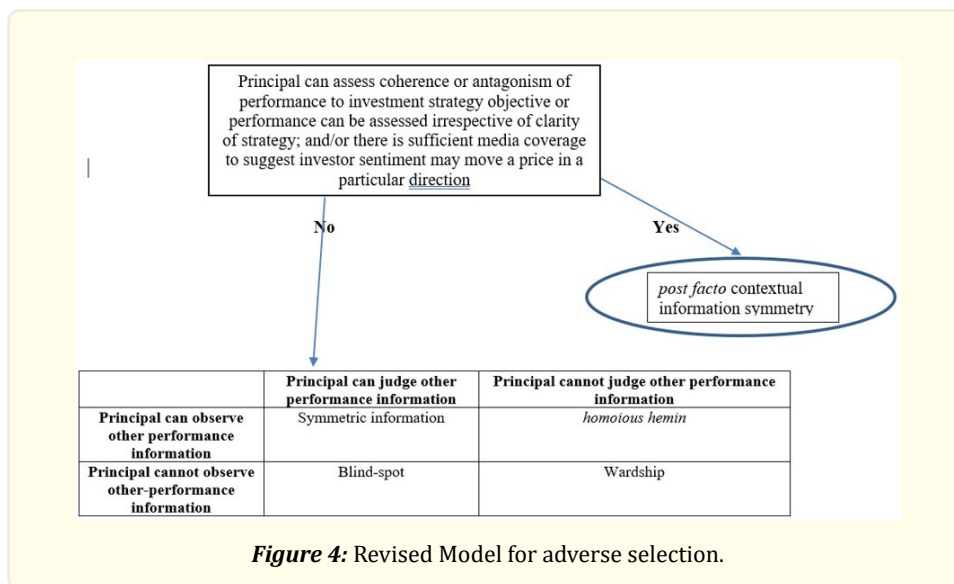 Principal can assess coherence or antagonism of
performance to investment strategy objective or
performance can be assessed irrespective of clarity
of strategy; and/or there is sufficient media coverage
to suggest investor sentiment may move a price in a
particular direction
No
Yes
post facto contextual
information symmetry
Principal can judge other
performance information
Principal cannot judge other performance
information
Principal can observe
other performance
information
Symmetric information
homoious hemin
Principal cannot observe
other-performance
information
Blind-spot
Wardship
Figure 4: Revised Model for adverse selection.